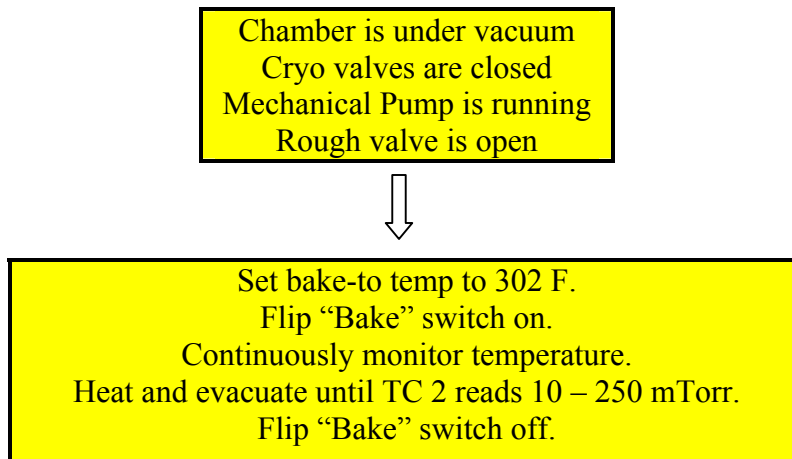 Chamber is under vacuum
Cryo valves are closed
Mechanical Pump is running
Rough valve is open
Set bake-to temp to 302 F.
Flip “Bake” switch on.
Continuously monitor temperature.
Heat and evacuate until TC 2 reads 10 – 250 mTorr.
Flip “Bake” switch off.